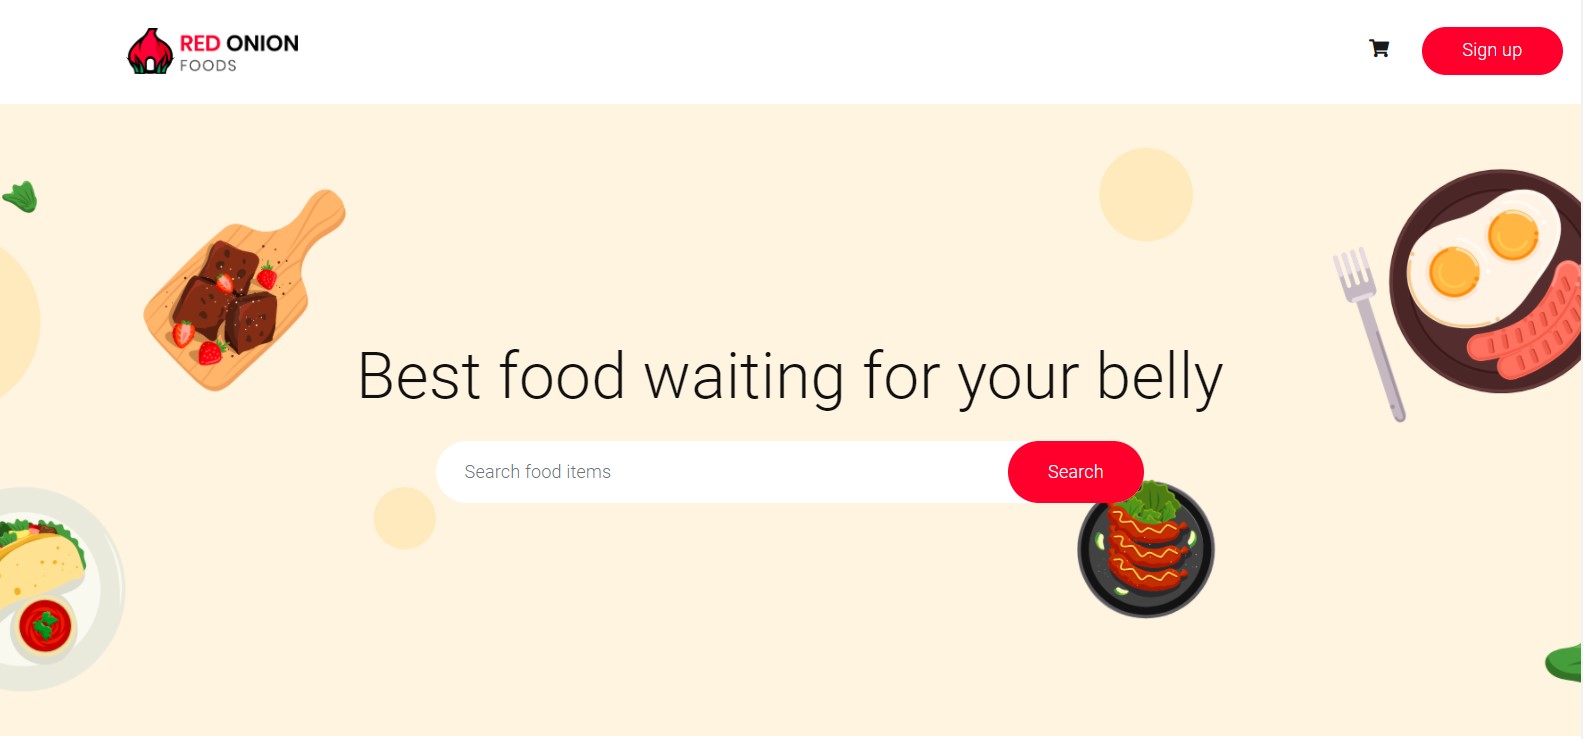 RED ONION
FOODS
Sign up
Best food waiting for your belly
Search food items
Search